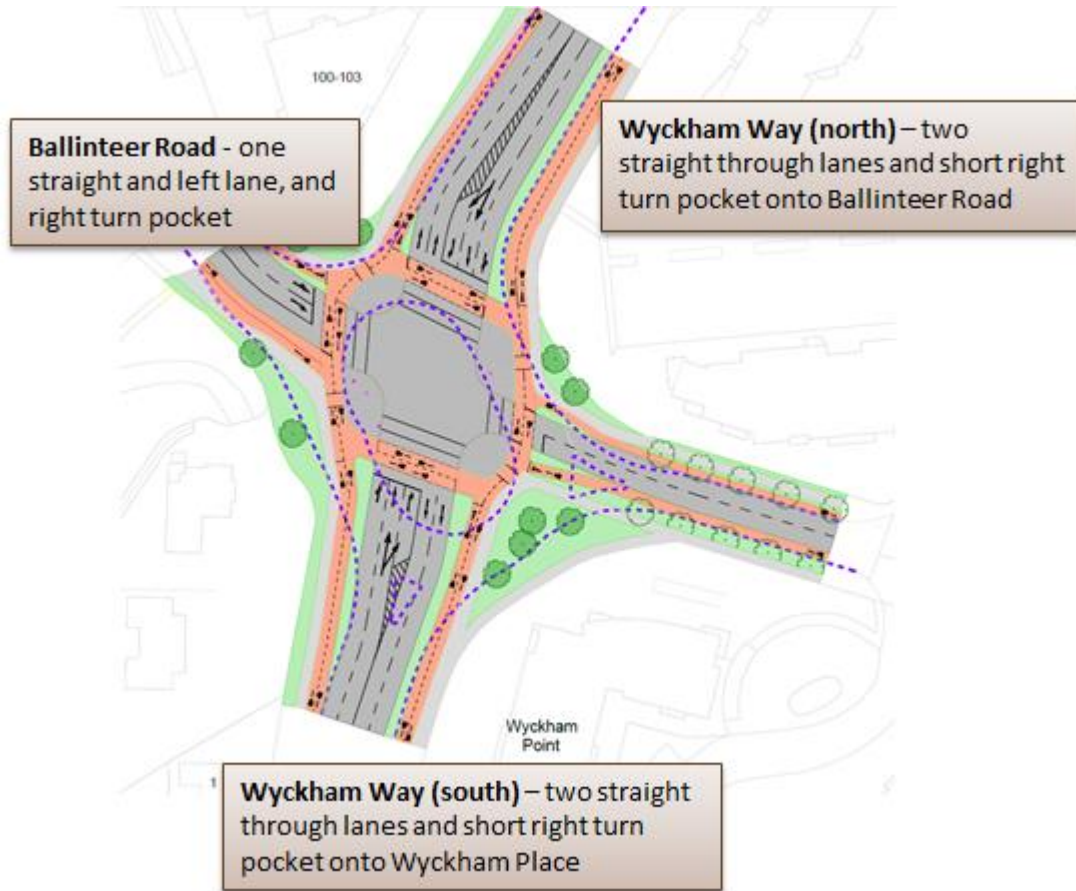 100-103
Ballinteer Road - one
straight and left lane, and
right turn pocket
Wyckham Way (north) – two
straight through lanes and short right
turn pocket onto Ballinteer Road
Wyckham
Point
1
Wyckham Way (south) – two straight
through lanes and short right turn
pocket onto Wyckham Place